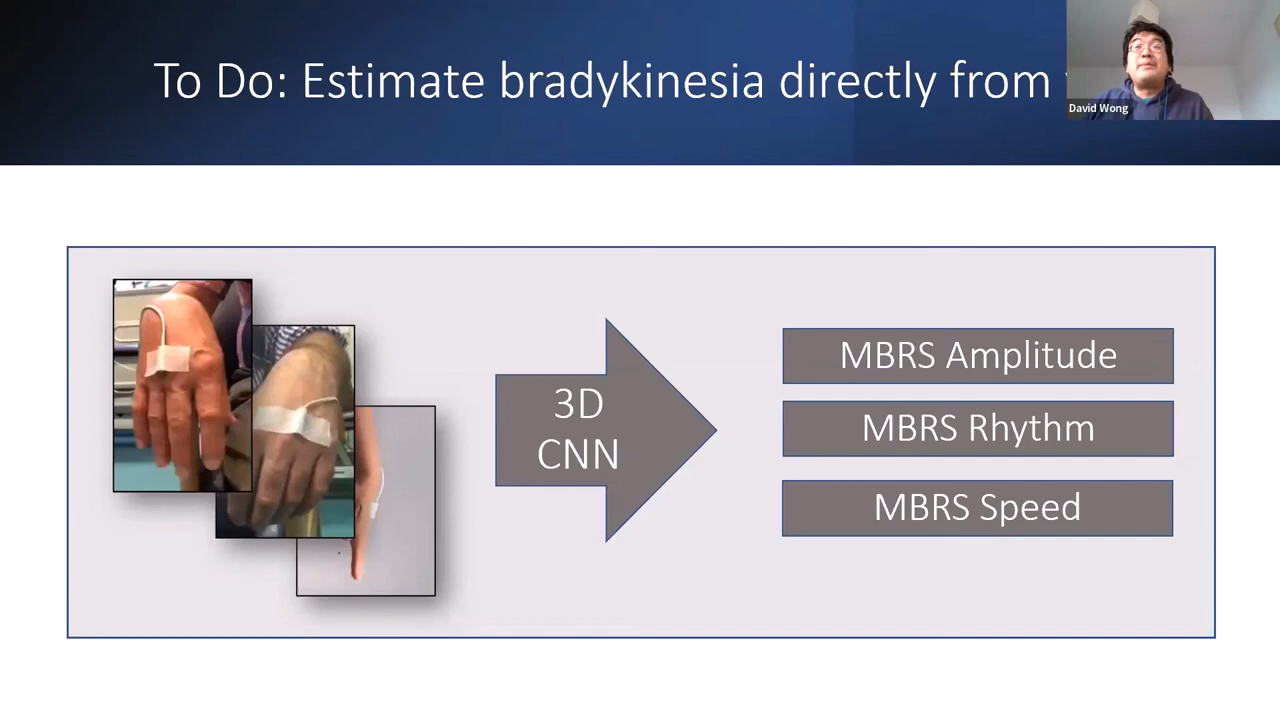 To Do: Estimate bradykinesia directly from
David Wong
3D
CNN
MBRS Amplitude
MBRS Rhythm
MBRS Speed